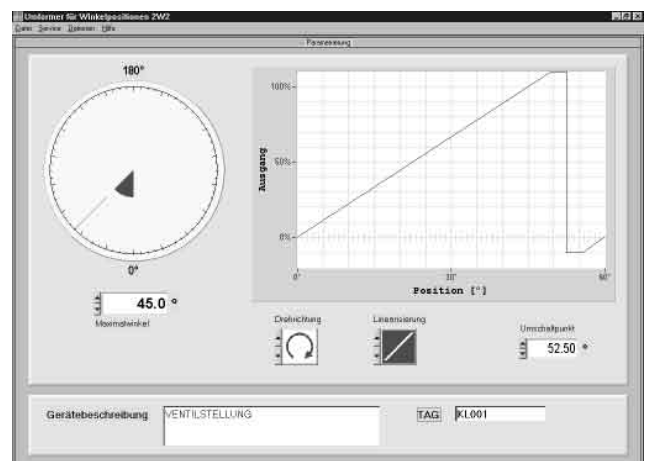 Umformer für Winkelpositionen 2W2
Datei Service Optionen Hilfe
Parametrierung
180°
0°
45.0 °
Maximalwinkel
100%
50%
0%
Ausgang
0° 30° 60°
Position [°]
Drehrichtung
Linearisierung
Umschaltpunkt
52.50 °
Gerätebeschreibung VENTILSTELLUNG
TAG KL001